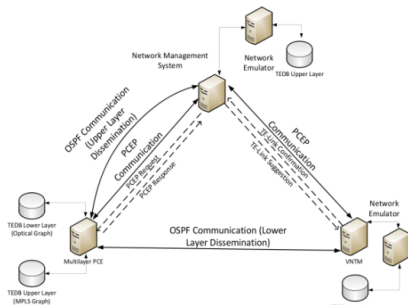 Network Management
System
Network
Emulator
TEDB Upper Layer
OSPF Communication
(Upper Layer
Dissemination)
PCEP
Communication
PCEP Request
PCEP Response
PCEP
Communication
TE-Link Confirmation
TE-Link Suggestion
TEDB Lower Layer
(Optical Graph)
Multilayer PCE
TEDB Upper Layer
(MPLS Graph)
OSPF Communication (Lower
Layer Dissemination)
Network
Emulator
VNTM